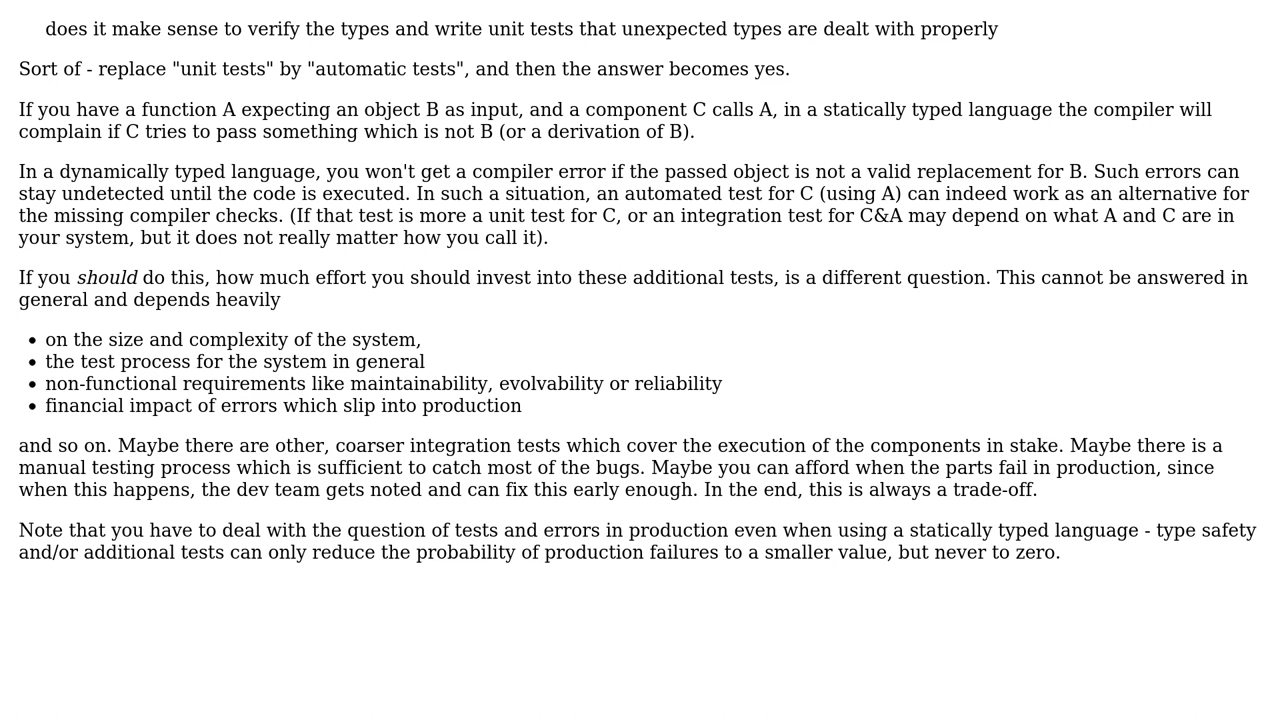 does it make sense to verify the types and write unit tests that unexpected types are dealt with properly
Sort of - replace "unit tests" by "automatic tests", and then the answer becomes yes.
If you have a function A expecting an object B as input, and a component C calls A, in a statically typed language the compiler will
complain if C tries to pass something which is not B (or a derivation of B).
In a dynamically typed language, you won't get a compiler error if the passed object is not a valid replacement for B. Such errors can
stay undetected until the code is executed. In such a situation, an automated test for C (using A) can indeed work as an alternative for
the missing compiler checks. (If that test is more a unit test for C, or an integration test for C&A may depend on what A and C are in
your system, but it does not really matter how you call it).
If you should do this, how much effort you should invest into these additional tests, is a different question. This cannot be answered in
general and depends heavily
• on the size and complexity of the system,
• the test process for the system in general
• non-functional requirements like maintainability, evolvability or reliability
• financial impact of errors which slip into production
and so on. Maybe there are other, coarser integration tests which cover the execution of the components in stake. Maybe there is a
manual testing process which is sufficient to catch most of the bugs. Maybe you can afford when the parts fail in production, since
when this happens, the dev team gets noted and can fix this early enough. In the end, this is always a trade-off.
Note that you have to deal with the question of tests and errors in production even when using a statically typed language - type safety
and/or additional tests can only reduce the probability of production failures to a smaller value, but never to zero.